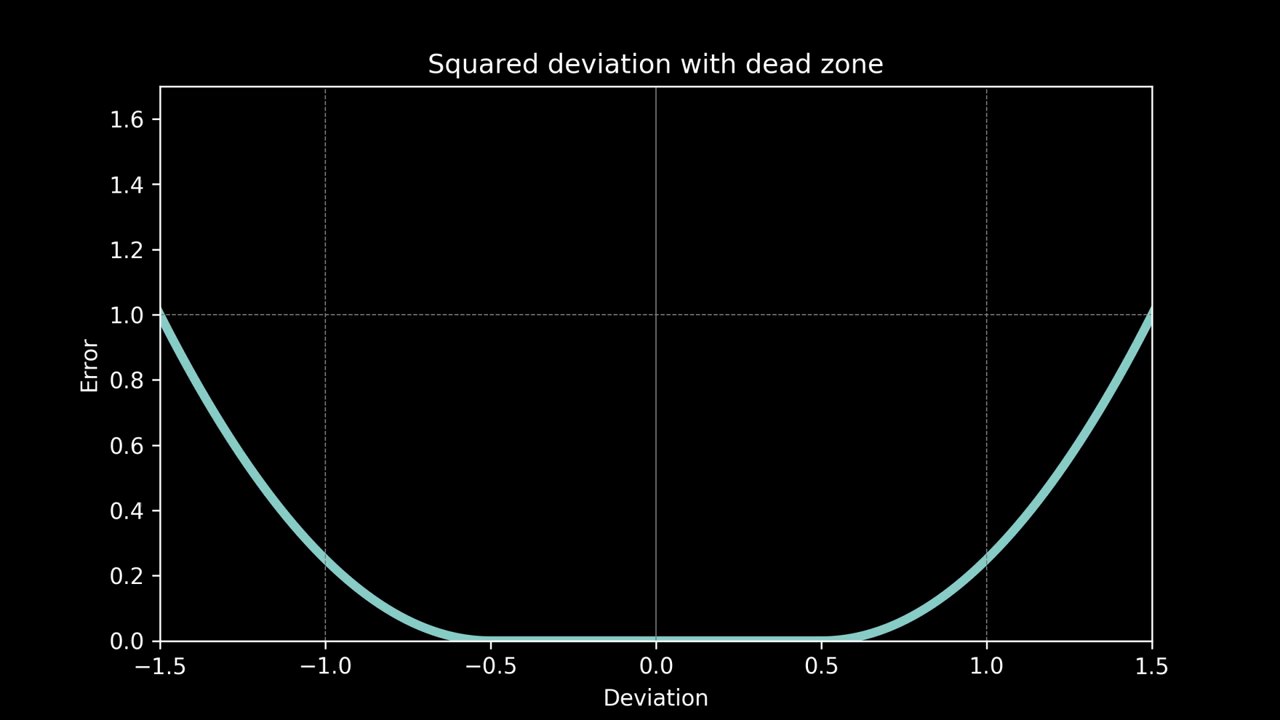 Squared deviation with dead zone
1.6
1.4
1.2
1.0
0.8
0.6
0.4
0.2
0.0
Error
−1.5 −1.0 −0.5 0.0 0.5 1.0 1.5
Deviation